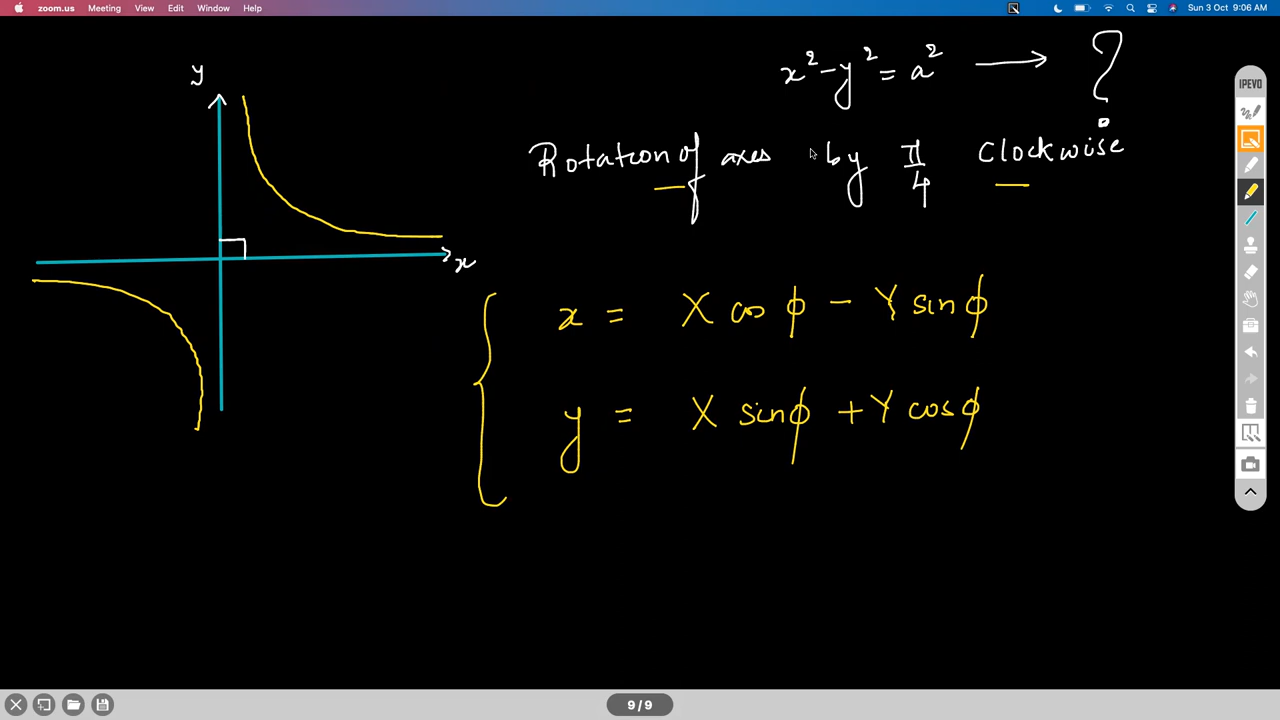 zoom.us Meeting View Edit Window Help Sun 3 Oct 9:06 AM
x² - y² = a² → ?
y
IPEVO
Rotation of axes by π/4 Clockwise
x
x = X cos ϕ - Y sin ϕ
y = X sin ϕ + Y cos ϕ
9/9